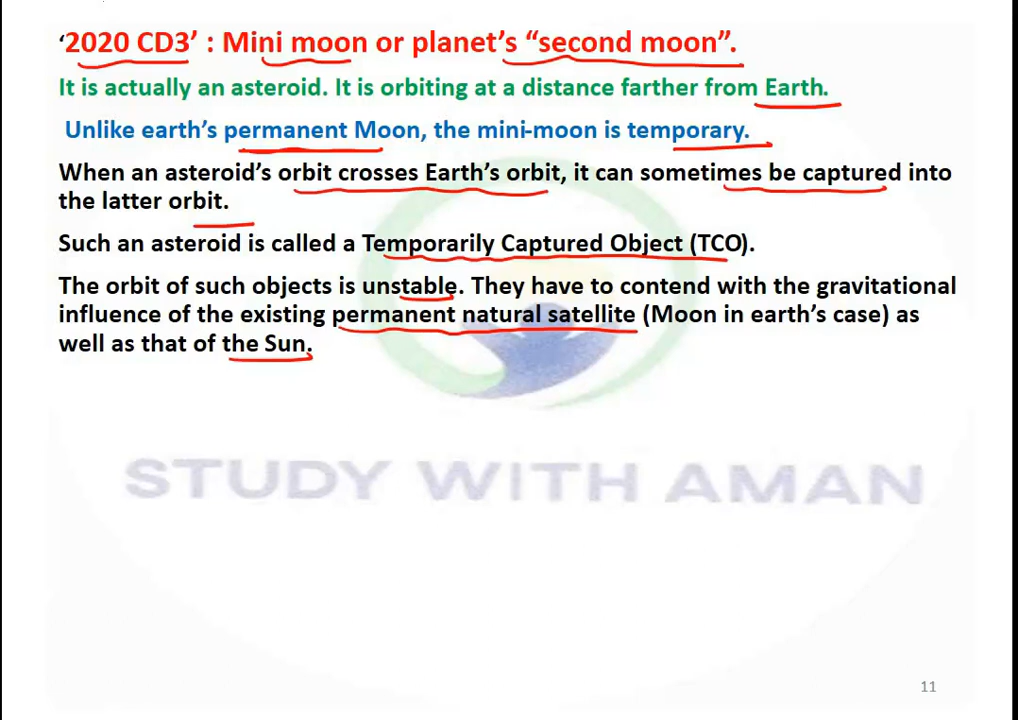 ‘2020 CD3’ : Mini moon or planet’s “second moon”.
It is actually an asteroid. It is orbiting at a distance farther from Earth.
Unlike earth’s permanent Moon, the mini-moon is temporary.
When an asteroid’s orbit crosses Earth’s orbit, it can sometimes be captured into
the latter orbit.
Such an asteroid is called a Temporarily Captured Object (TCO).
The orbit of such objects is unstable. They have to contend with the gravitational
influence of the existing permanent natural satellite (Moon in earth’s case) as
well as that of the Sun.
STUDY WITH AMAN
11